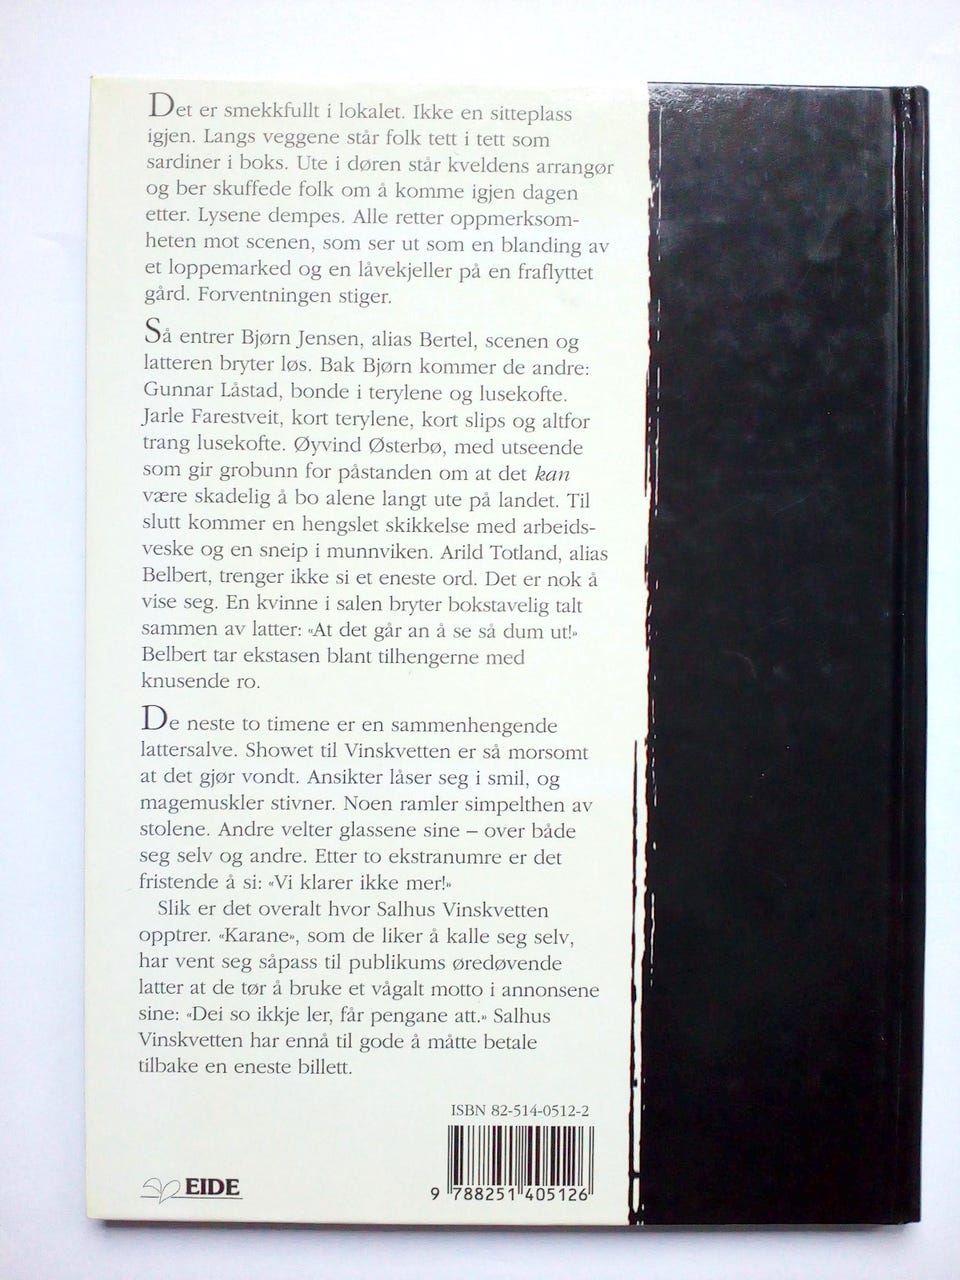 Det er smekkfullt i lokalet. Ikke en sitteplass
igjen. Langs veggene står folk tett i tett som
sardiner i boks. Ute i døren står kveldens arrangør
og ber skuffede folk om å komme igjen dagen
etter. Lysene dempes. Alle retter oppmerksom-
heten mot scenen, som ser ut som en blanding av
et loppemarked og en låvekjeller på en fraflyttet
gård. Forventningen stiger.
Så entrer Bjørn Jensen, alias Bertel, scenen og
latteren bryter løs. Bak Bjørn kommer de andre:
Gunnar Låstad, bonde i terylene og lusekofte.
Jarle Farestveit, kort terylene, kort slips og altfor
trang lusekofte. Øyvind Østerbø, med utseende
som gir grobunn for påstanden om at det kan
være skadelig å bo alene langt ute på landet. Til
slutt kommer en hengslet skikkelse med arbeids-
veske og en sneip i munnviken. Arild Totland, alias
Belbert, trenger ikke si et eneste ord. Det er nok å
vise seg. En kvinne i salen bryter bokstavelig talt
sammen av latter: «At det går an å se så dum ut!»
Belbert tar ekstasen blant tilhengerne med
knusende ro.
De neste to timene er en sammenhengende
lattersalve. Showet til Vinskvetten er så morsomt
at det gjør vondt. Ansikter låser seg i smil, og
magemuskler stivner. Noen ramler simpelthen av
stolene. Andre velter glassene sine – over både
seg selv og andre. Etter to ekstranumre er det
fristende å si: «Vi klarer ikke mer!»
Slik er det overalt hvor Salhus Vinskvetten
opptrer. «Karane», som de liker å kalle seg selv,
har vent seg såpass til publikums øredøvende
latter at de tør å bruke et vågalt motto i annonsene
sine: «Dei so ikkje ler, får pengane att.» Salhus
Vinskvetten har ennå til gode å måtte betale
tilbake en eneste billett.
ISBN 82-514-0512-2
9 788251 405126
EIDE